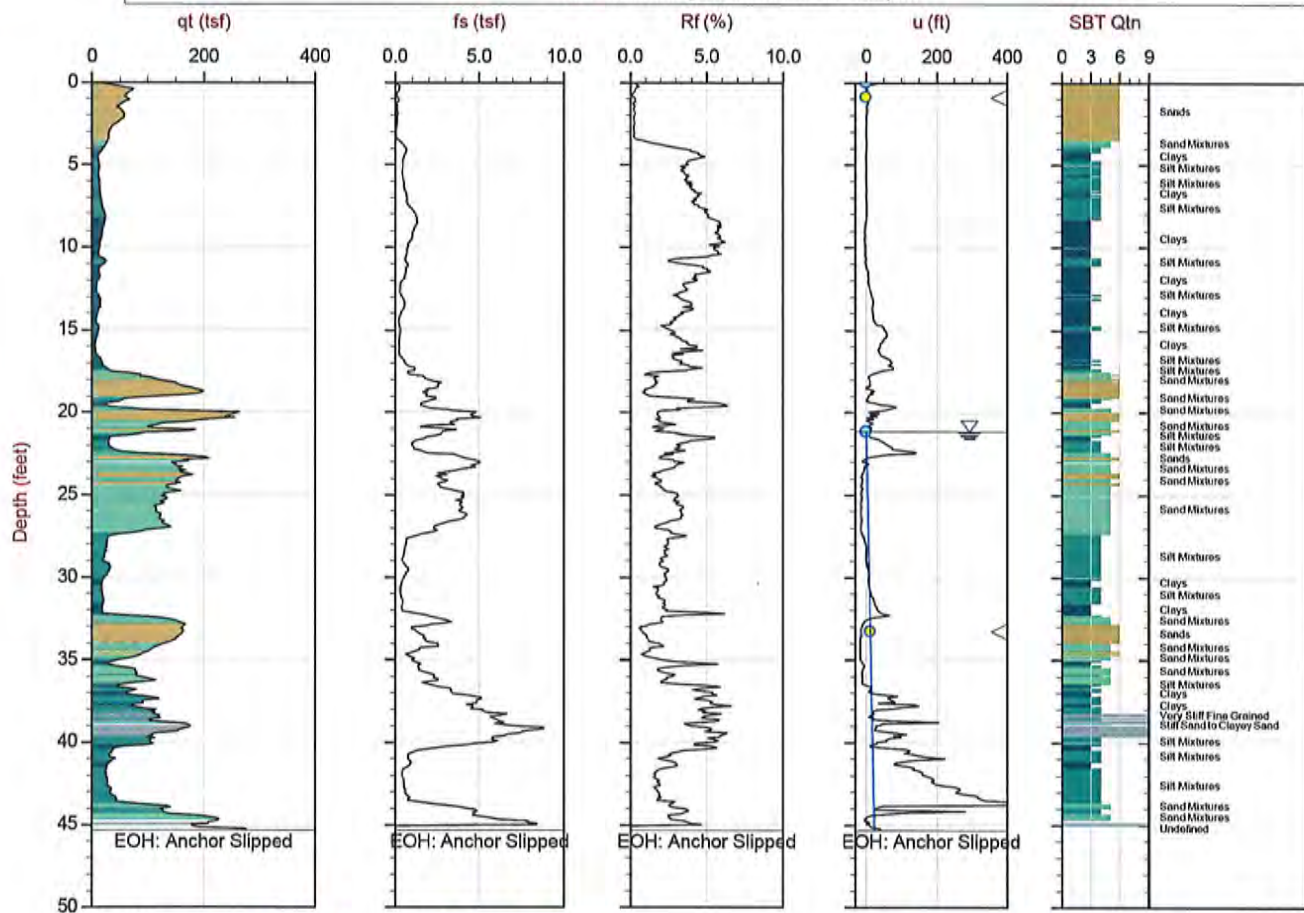 qt (tsf) fs (tsf) Rf (%) u (ft) SBT Qtn
0 200 400 0.0 5.0 10.0 0.0 5.0 10.0 0 200 400 0 3 6 9
0
Sands
Sand Mixtures
Clays
5
Silt Mixtures
Silt Mixtures
Clays
Silt Mixtures
Clays
10
Silt Mixtures
Clays
Silt Mixtures
Clays
15
Silt Mixtures
Clays
Silt Mixtures
Silt Mixtures
Sand Mixtures
Sand Mixtures
20
Sand Mixtures
Sand Mixtures
Silt Mixtures
Silt Mixtures
Sands
Sand Mixtures
Sand Mixtures
25
Sand Mixtures
Depth (feet)
Silt Mixtures
30
Clays
Silt Mixtures
Clays
Sand Mixtures
Sands
Sand Mixtures
35
Sand Mixtures
Sand Mixtures
Silt Mixtures
Clays
Clays
Very Stiff Fine Grained
Stiff Sand to Clayey Sand
40
Silt Mixtures
Silt Mixtures
Silt Mixtures
Sand Mixtures
Sand Mixtures
45
Undefined
EOH: Anchor Slipped EOH: Anchor Slipped EOH: Anchor Slipped EOH: Anchor Slipped
50